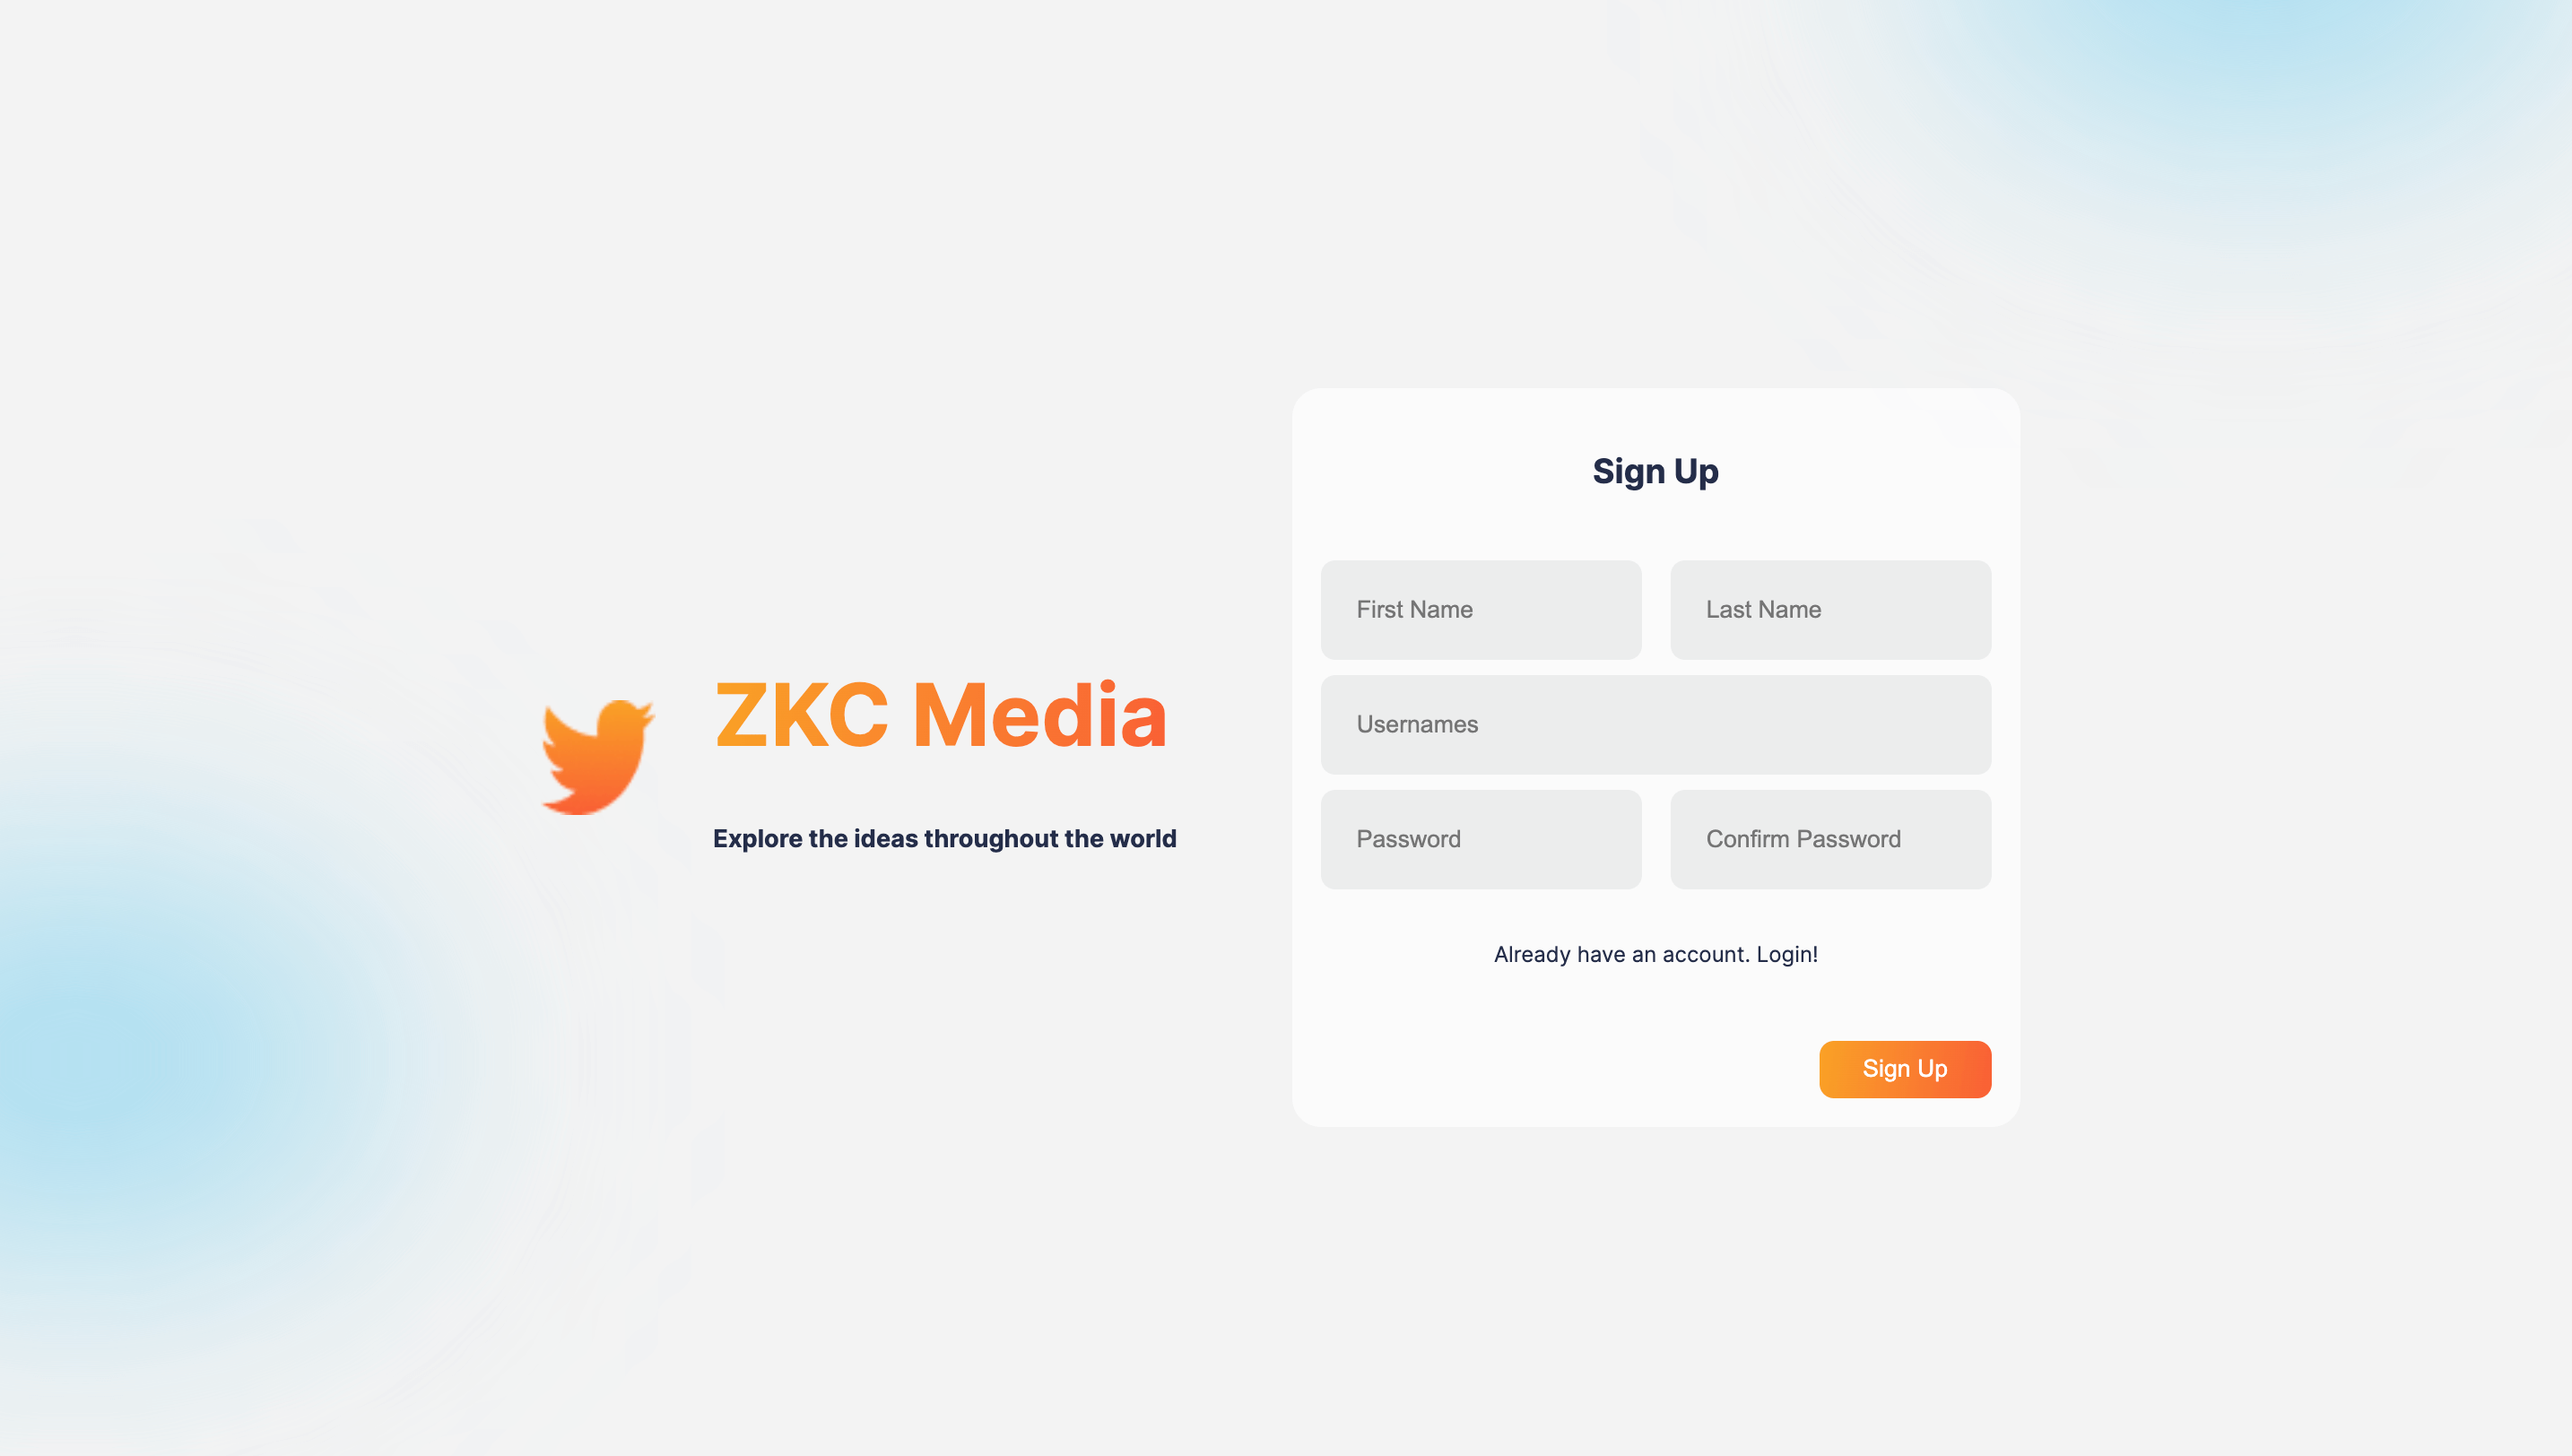 ZKC Media
Explore the ideas throughout the world
Sign Up
First Name
Last Name
Usernames
Password
Confirm Password
Already have an account. Login!
Sign Up